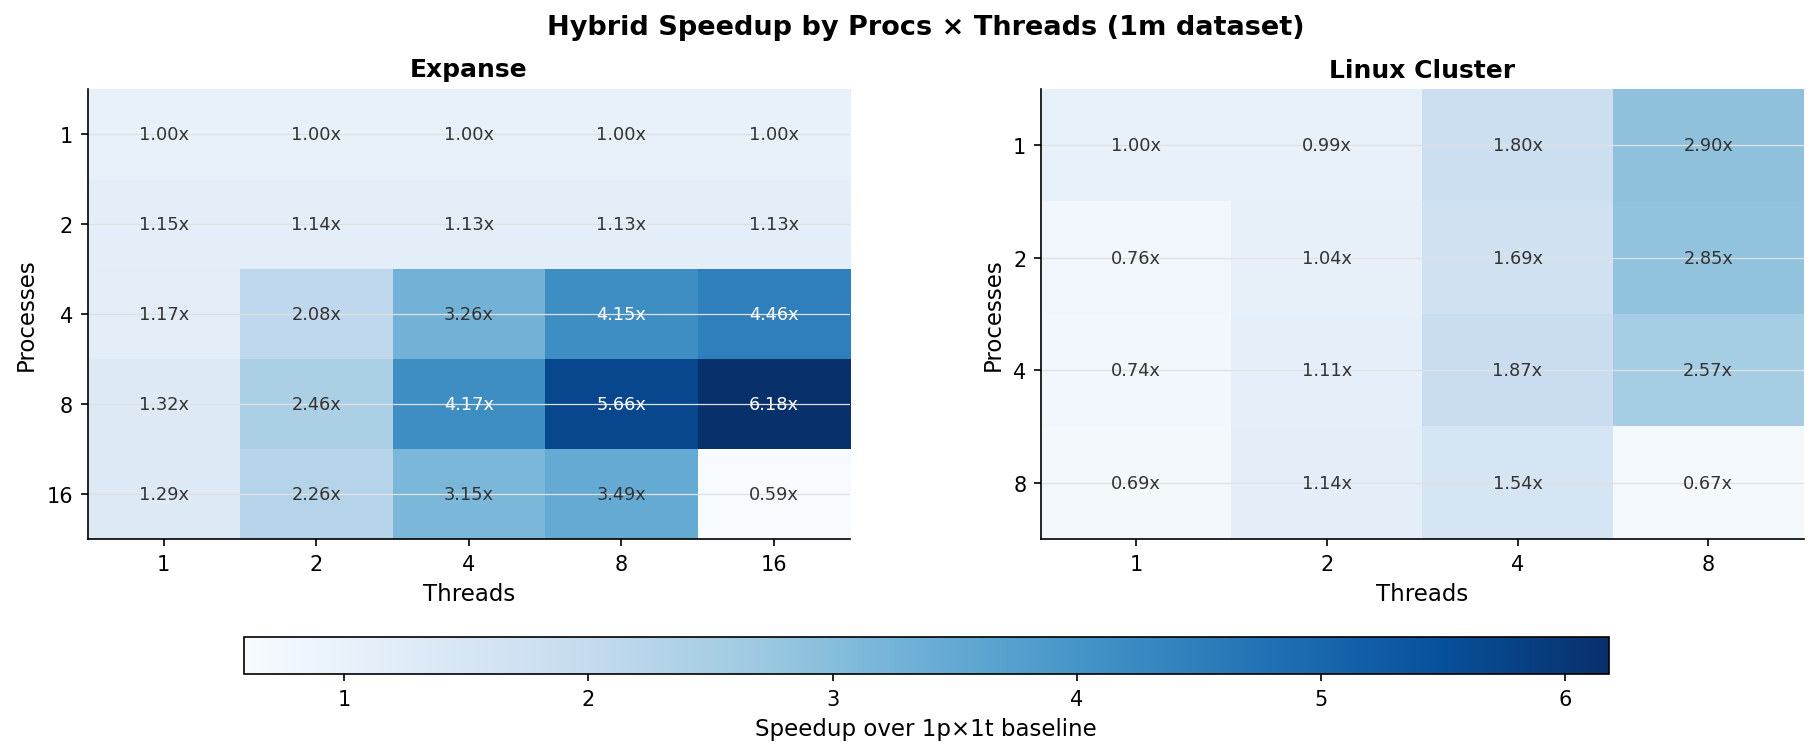 Hybrid Speedup by Procs × Threads (1m dataset)
Expanse
Processes
1 1.00x 1.00x 1.00x 1.00x 1.00x
2 1.15x 1.14x 1.13x 1.13x 1.13x
4 1.17x 2.08x 3.26x 4.15x 4.46x
8 1.32x 2.46x 4.17x 5.66x 6.18x
16 1.29x 2.26x 3.15x 3.49x 0.59x
1 2 4 8 16
Threads
Linux Cluster
Processes
1 1.00x 0.99x 1.80x 2.90x
2 0.76x 1.04x 1.69x 2.85x
4 0.74x 1.11x 1.87x 2.57x
8 0.69x 1.14x 1.54x 0.67x
1 2 4 8
Threads
1 2 3 4 5 6
Speedup over 1p×1t baseline